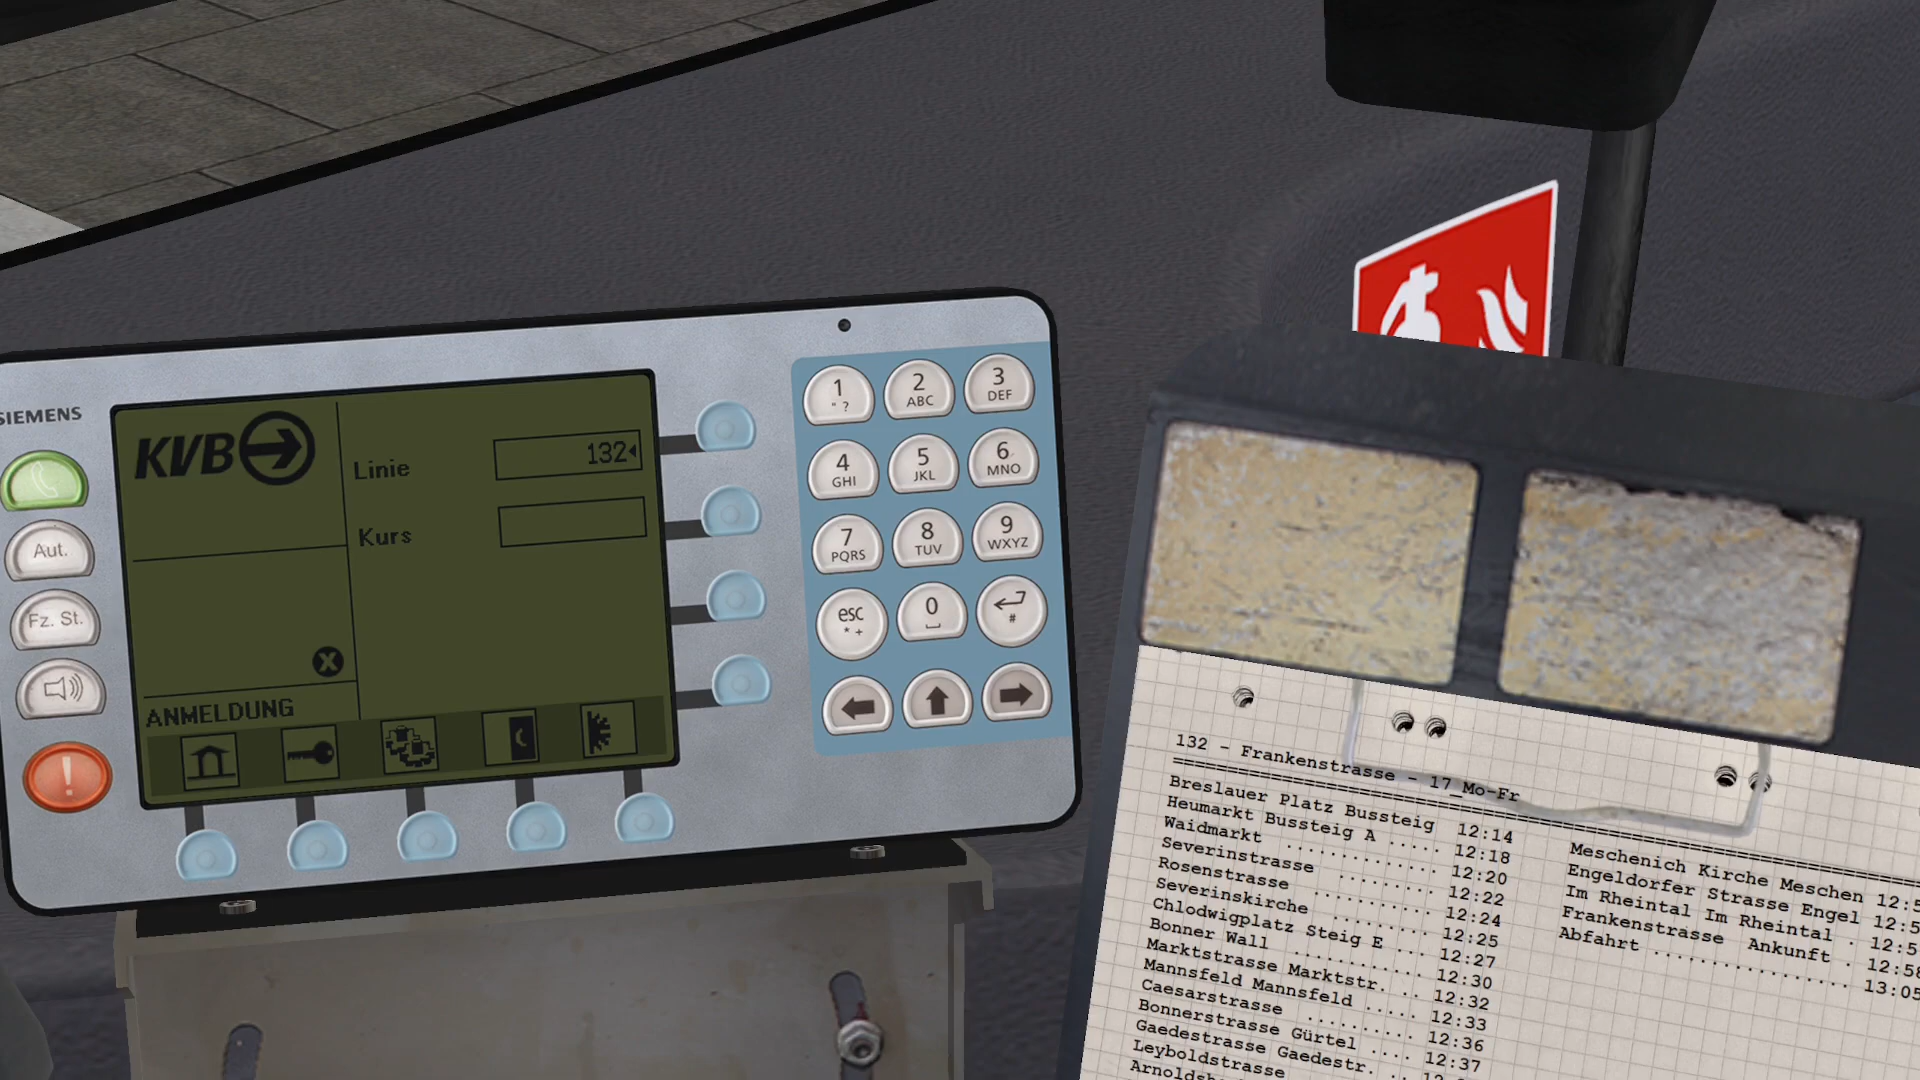 SIEMENS
Aut.
Fz. St.
KVB
Linie 132
Kurs
ANMELDUNG
1 " ?
2 ABC
3 DEF
4 GHI
5 JKL
6 MNO
7 PQRS
8 TUV
9 WXYZ
esc * +
0
#
132 - Frankenstrasse - 17_Mo-Fr
Breslauer Platz Bussteig 12:14
Heumarkt Bussteig A ..... 12:18
Waidmarkt ............. 12:20
Severinstrasse ......... 12:22
Rosenstrasse .......... 12:24
Severinskirche ........ 12:25
Chlodwigplatz Steig E ... 12:27
Bonner Wall ........... 12:30
Marktstrasse Marktstr. .. 12:32
Mannsfeld Mannsfeld ..... 12:33
Caesarstrasse .......... 12:36
Bonnerstrasse Gürtel .... 12:37
Gaedestrasse Gaedestr. ..
Leyboldstrasse
Meschenich Kirche Meschen
Engeldorfer Strasse Engel
Im Rheintal Im Rheintal .
Frankenstrasse Ankunft . 12:58
Abfahrt ................ 13:05